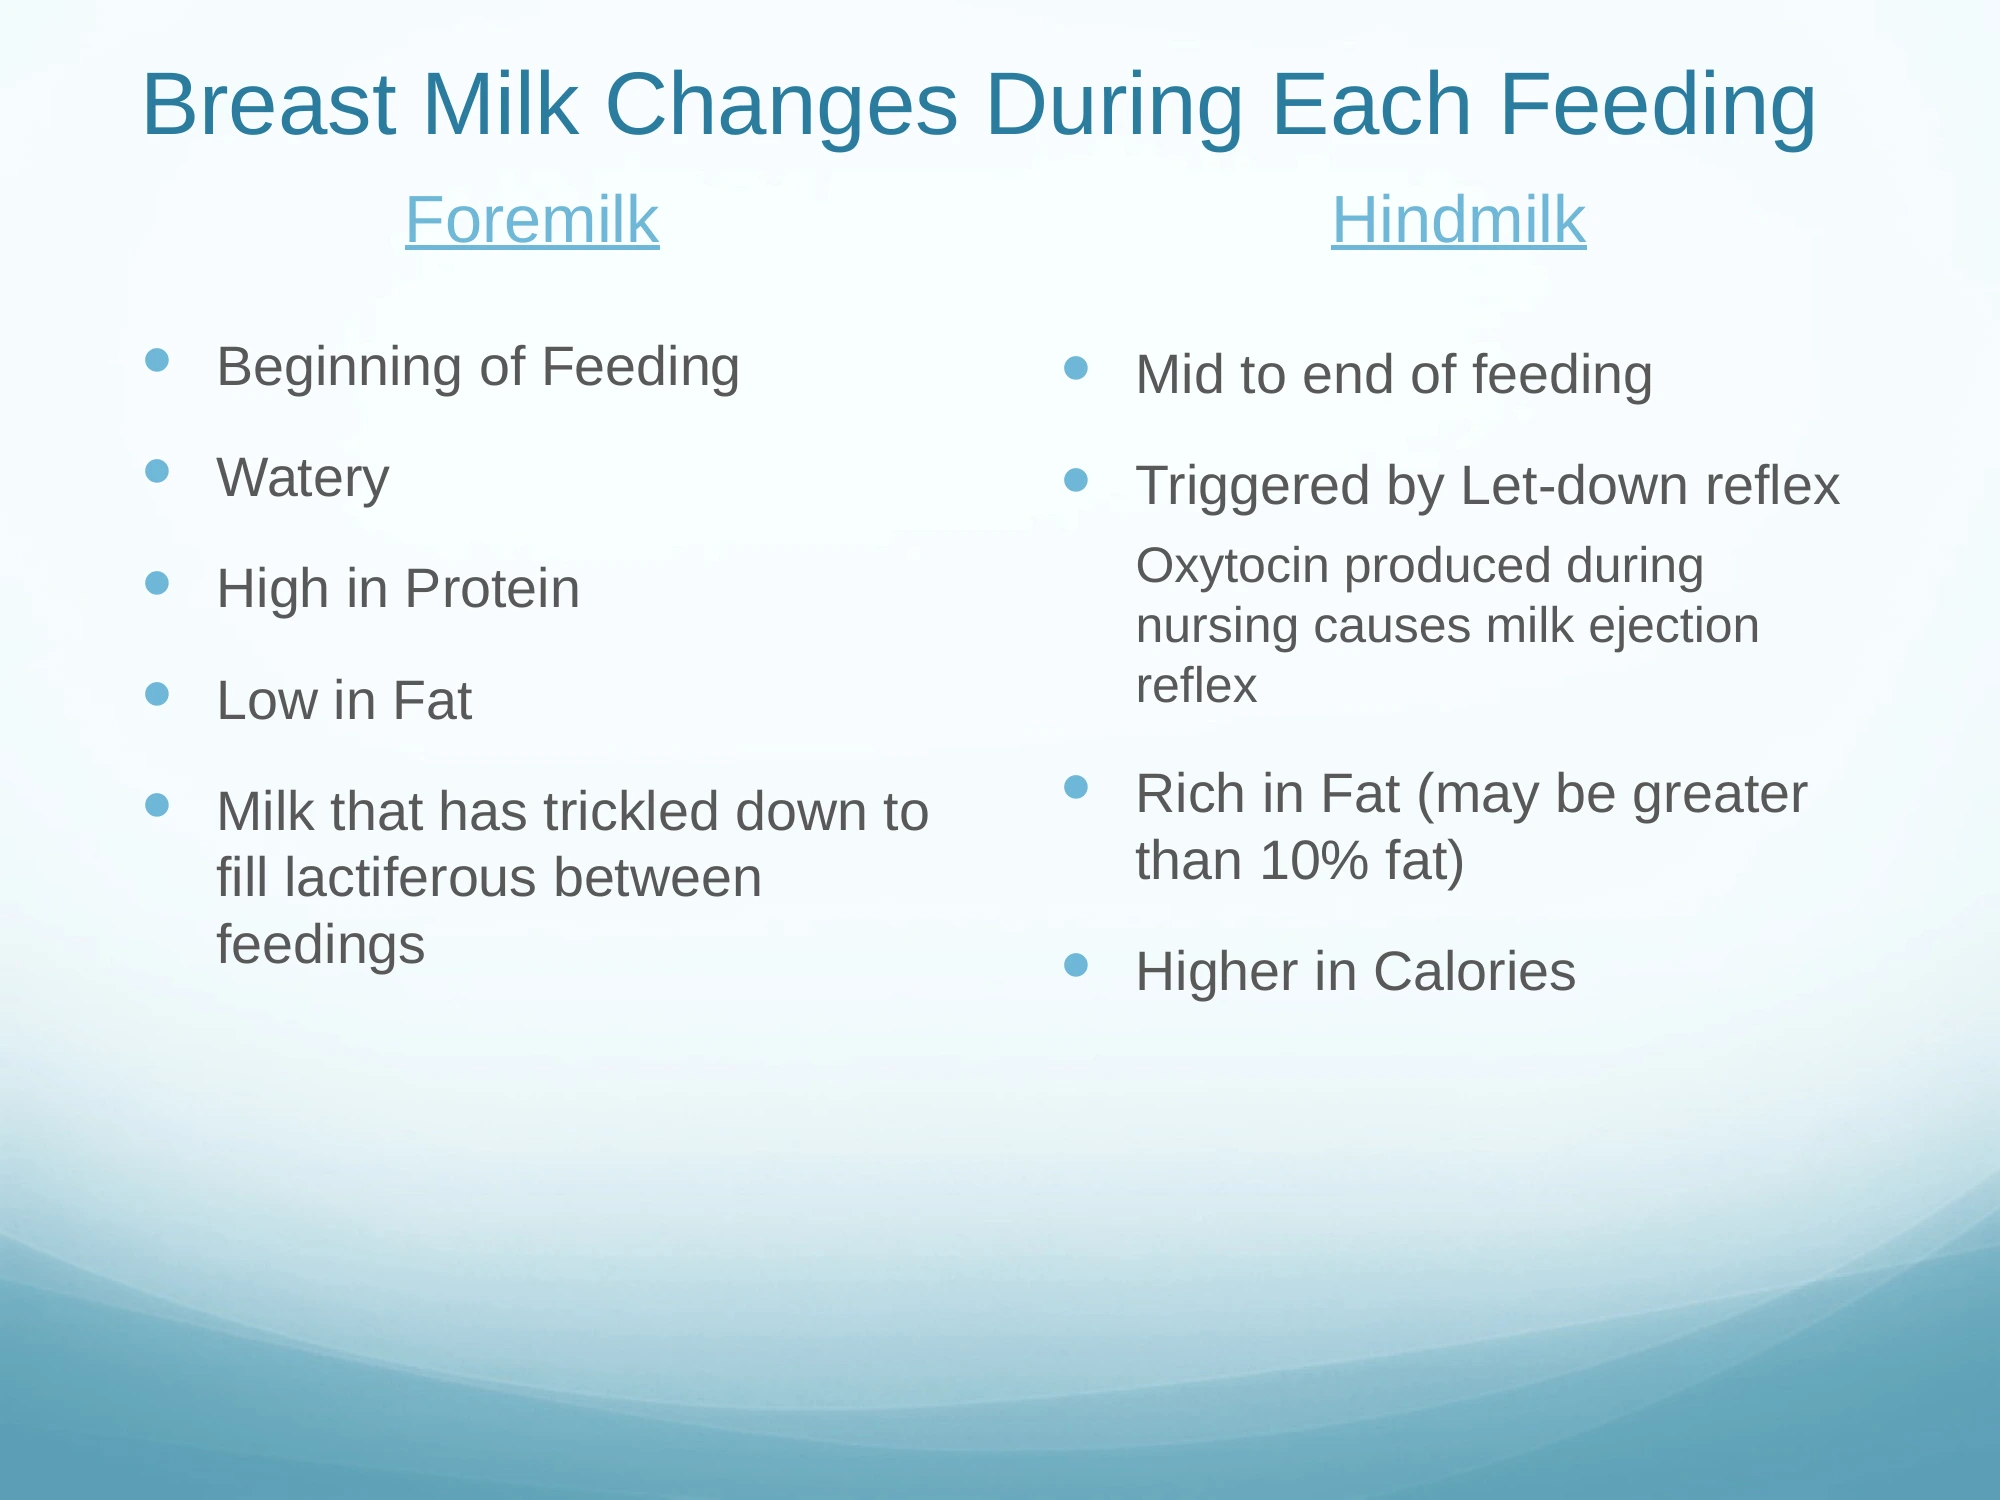 Breast Milk Changes During Each Feeding
Foremilk
Beginning of Feeding
Watery
High in Protein
Low in Fat
Milk that has trickled down to
fill lactiferous between
feedings
Hindmilk
Mid to end of feeding
Triggered by Let-down reflex
Oxytocin produced during
nursing causes milk ejection
reflex
Rich in Fat (may be greater
than 10% fat)
Higher in Calories